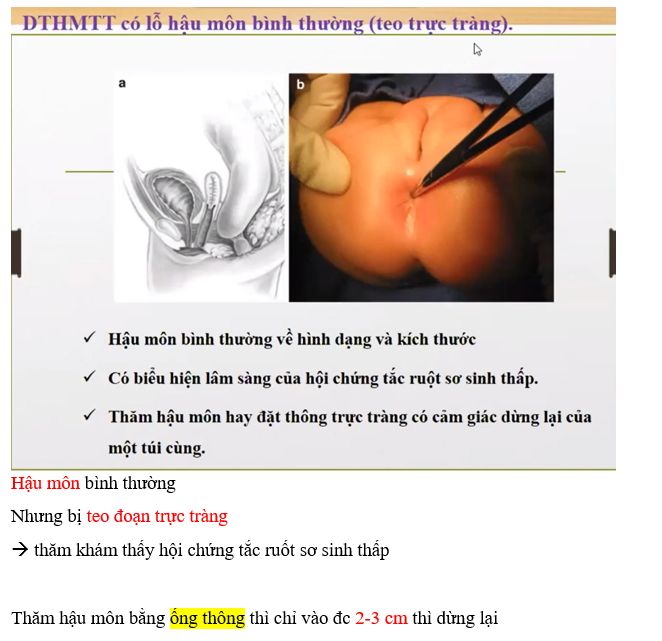 DTHMTT có lỗ hậu môn bình thường (teo trực tràng).
a
b
✓ Hậu môn bình thường về hình dạng và kích thước
✓ Có biểu hiện lâm sàng của hội chứng tắc ruột sơ sinh thấp.
✓ Thăm hậu môn hay đặt thông trực tràng có cảm giác dừng lại của
một túi cùng.
Hậu môn bình thường
Nhưng bị teo đoạn trực tràng
→ thăm khám thấy hội chứng tắc ruốt sơ sinh thấp
Thăm hậu môn bằng ống thông thì chỉ vào đc 2-3 cm thì dừng lại